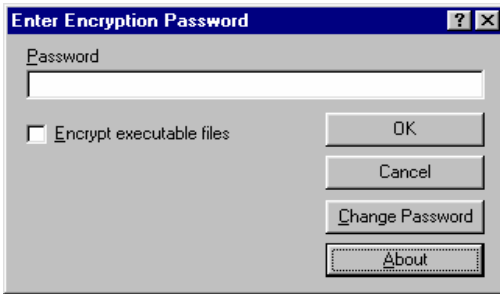 Enter Encryption Password
Password
Encrypt executable files
OK
Cancel
Change Password
About